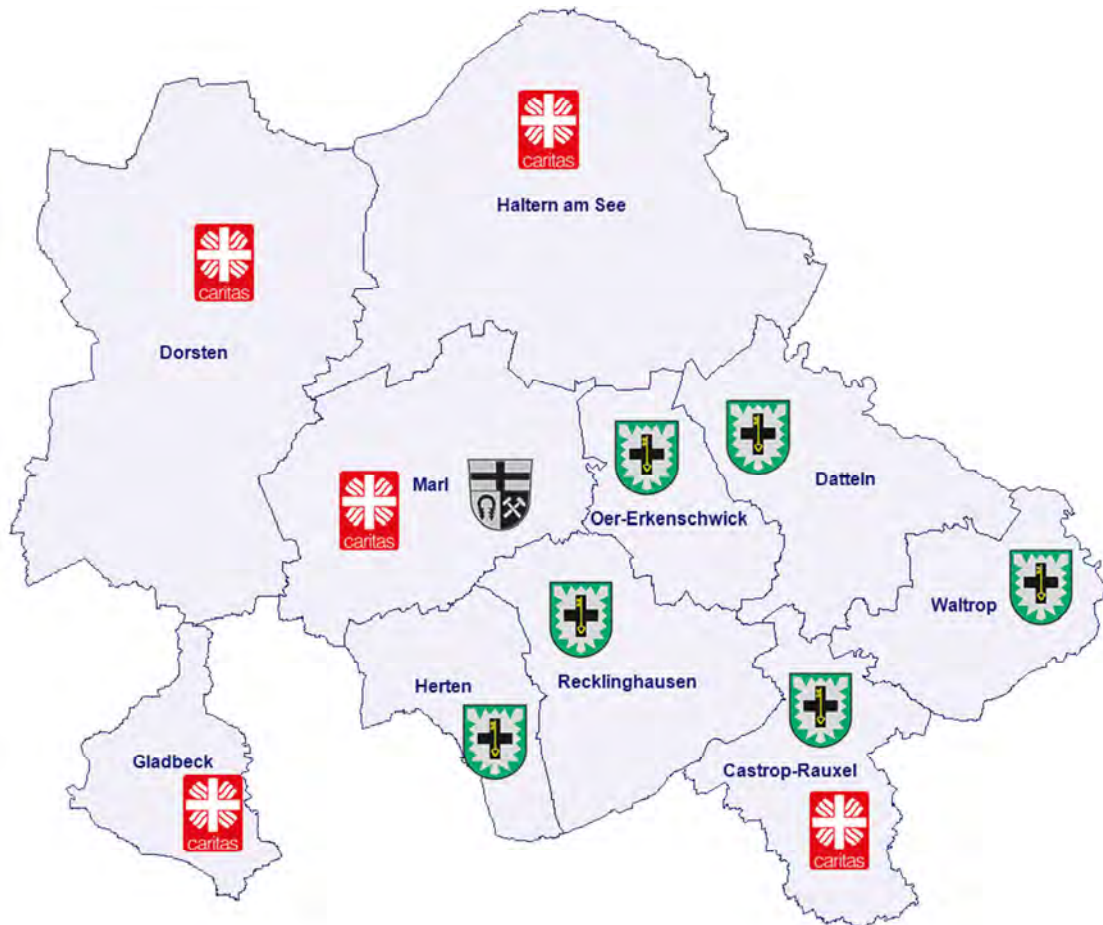 caritas
Haltern am See
caritas
Dorsten
Marl
caritas
Datteln
Oer-Erkenschwick
Waltrop
Herten
Recklinghausen
Gladbeck
caritas
Castrop-Rauxel
caritas